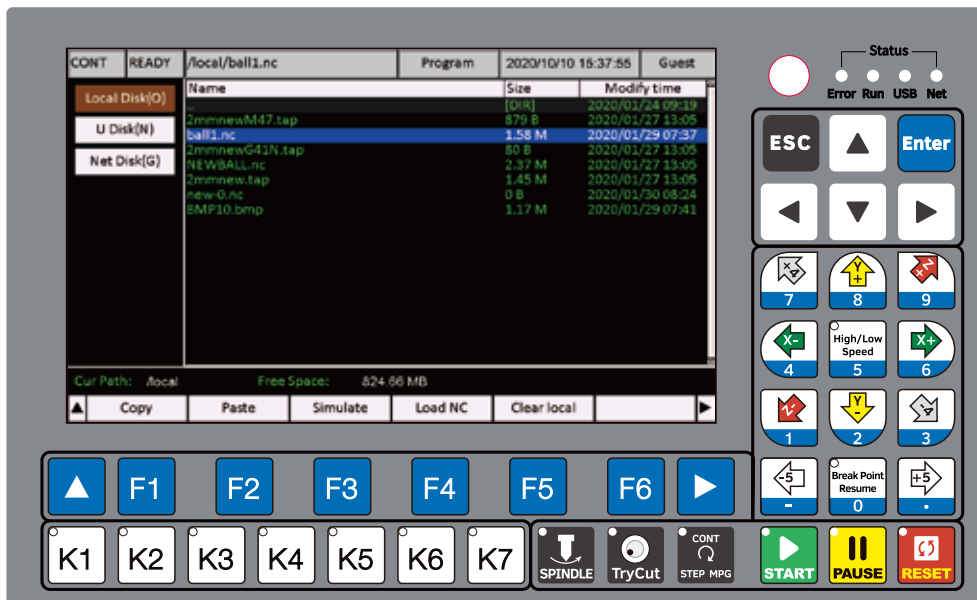 CONT READY /local/ball1.nc Program 2020/10/10 15:37:55 Guest
Local Disk(O)
U Disk(N)
Net Disk(G)
Name Size Modify time
.. [DIR] 2020/01/24 09:19
2mmnewM47.tap 879 B 2020/01/27 13:05
ball1.nc 1.58 M 2020/01/29 07:37
2mmnewG41N.tap 80 B 2020/01/27 13:05
NEWBALL.nc 2.37 M 2020/01/27 13:05
2mmnew.tap 1.45 M 2020/01/27 13:05
new-0.nc 0 B 2020/01/30 08:24
BMP10.bmp 1.17 M 2020/01/29 07:41
Cur Path: /local Free Space: 824.66 MB
Copy Paste Simulate Load NC Clear local
F1 F2 F3 F4 F5 F6
K1 K2 K3 K4 K5 K6 K7
SPINDLE TryCut CONT STEP MPG
Status
Error Run USB Net
ESC Enter
+4 7
Y+ 8
Z+ 9
X- 4
High/Low Speed 5
X+ 6
Z- 1
Y- 2
-4 3
-5 -
Break Point Resume 0
+5 .
START PAUSE RESET